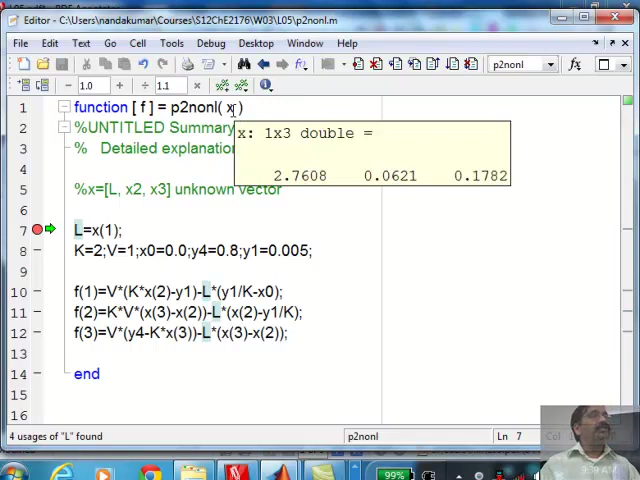 Editor - C:\Users\nandakumar\Courses\S12ChE2176\W03\L05\p2nonl.m
File Edit Text Go Cell Tools Debug Desktop Window Help
p2nonl
− 1.0 + ÷ 1.1 ×
1 function [ f ] = p2nonl( x )
2 %UNTITLED Summary
x: 1x3 double =
3 % Detailed explanation
2.7608 0.0621 0.1782
4
5 %x=[L, x2, x3] unknown vector
6
7 L=x(1);
8 K=2;V=1;x0=0.0;y4=0.8;y1=0.005;
9
10 f(1)=V*(K*x(2)-y1)-L*(y1/K-x0);
11 f(2)=K*V*(x(3)-x(2))-L*(x(2)-y1/K);
12 f(3)=V*(y4-K*x(3))-L*(x(3)-x(2));
13
14 end
15
16
4 usages of "L" found p2nonl Ln 7
99%
9:39 AM